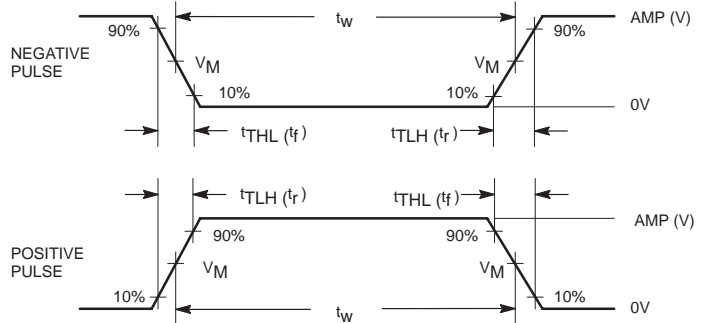 tw
AMP (V)
90%
90%
NEGATIVE
PULSE
VM
VM
10%
10%
0V
tTHL (tf)
tTLH (tr)
tTLH (tr)
tTHL (tf)
AMP (V)
90%
90%
POSITIVE
PULSE
VM
VM
10%
10%
0V
tw